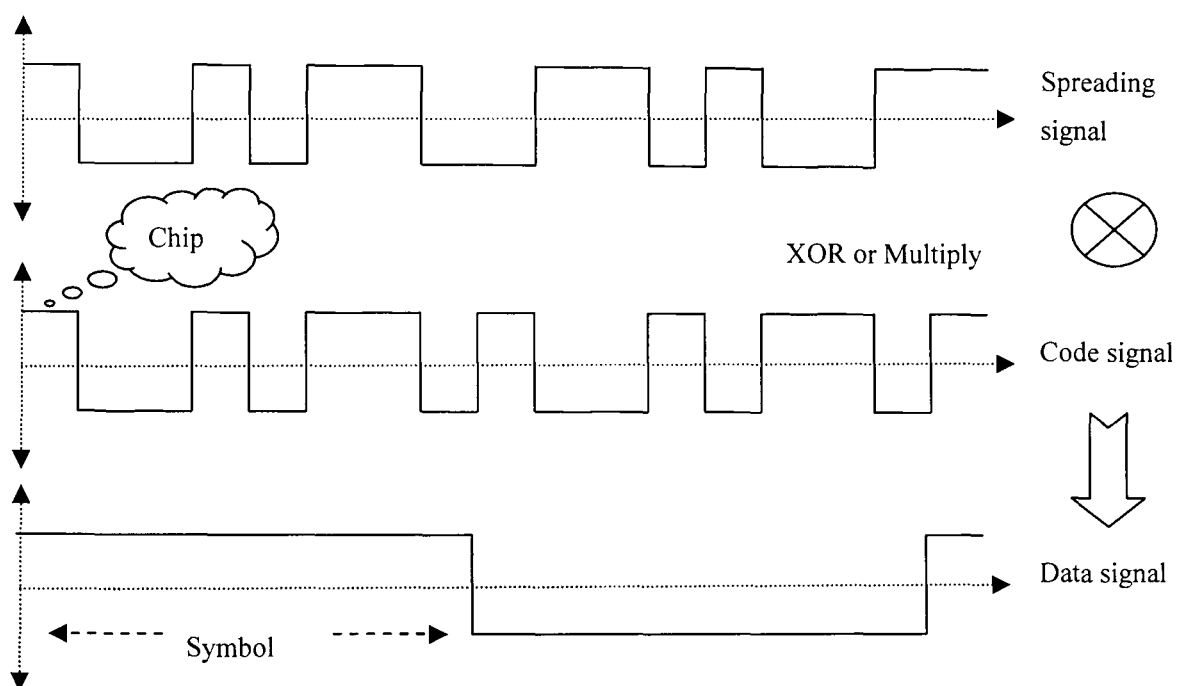 Spreading
signal
Chip
XOR or Multiply
Code signal
Data signal
Symbol